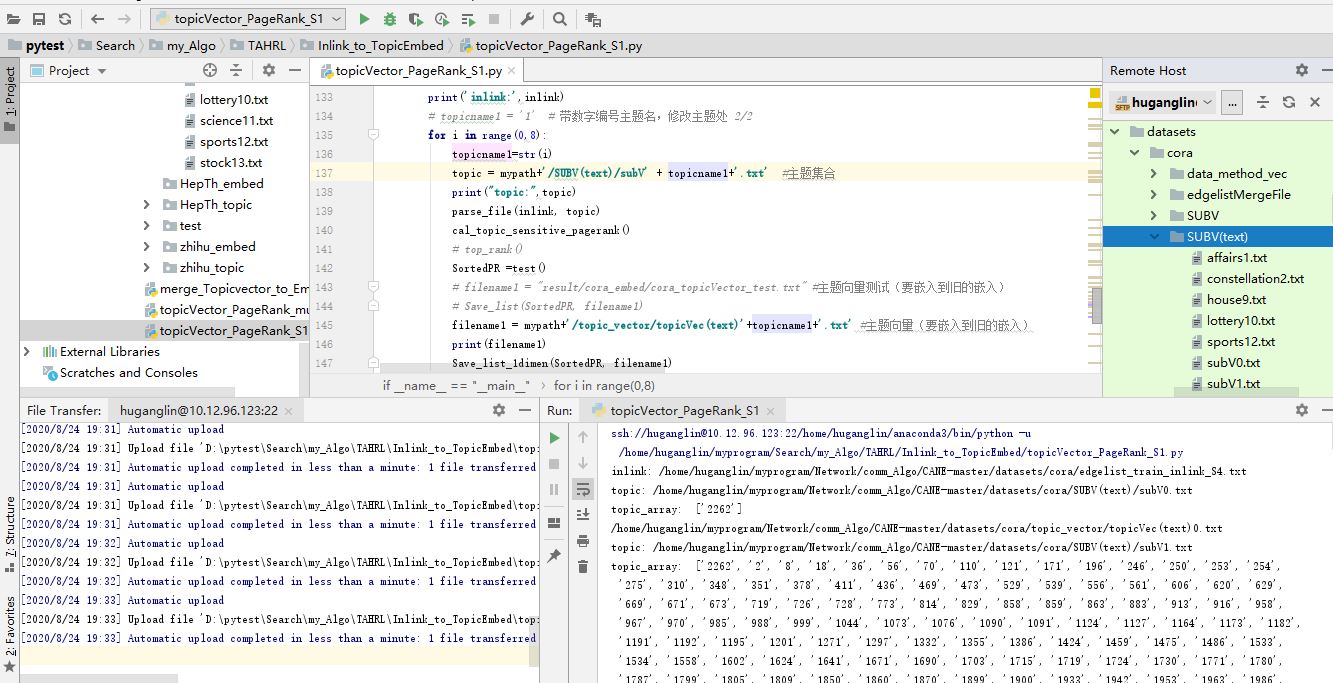 topicVector_PageRank_S1
pytest Search my_Algo TAHRL Inlink_to_TopicEmbed topicVector_PageRank_S1.py
1: Project
Project
lottery10.txt
science11.txt
sports12.txt
stock13.txt
HepTh_embed
HepTh_topic
test
zhihu_embed
zhihu_topic
merge_Topicvector_to_Em
topicVector_PageRank_mu
topicVector_PageRank_S1
External Libraries
Scratches and Consoles
topicVector_PageRank_S1.py
133 print('inlink:',inlink)
134 # topicname1 = '1' # 带数字编号主题名，修改主题处 2/2
135 for i in range(0,8):
136 topicname1=str(i)
137 topic = mypath+'/SUBV(text)/subV' + topicname1+'.txt' #主题集合
138 print("topic:",topic)
139 parse_file(inlink, topic)
140 cal_topic_sensitive_pagerank()
141 # top_rank()
142 SortedPR =test()
143 # filename1 = "result/cora_embed/cora_topicVector_test.txt" #主题向量测试（要嵌入到旧的嵌入）
144 # Save_list(SortedPR, filename1)
145 filename1 = mypath+'/topic_vector/topicVec(text)'+topicname1+'.txt' #主题向量（要嵌入到旧的嵌入）
146 print(filename1)
147 Save_list_1dimen(SortedPR, filename1)
if __name__ == "__main__" for i in range(0,8)
Remote Host
huganglin
...
datasets
cora
data_method_vec
edgelistMergeFile
SUBV
SUBV(text)
affairs1.txt
constellation2.txt
house9.txt
lottery10.txt
sports12.txt
subV0.txt
subV1.txt
7: Structure
2: Favorites
File Transfer: huganglin@10.12.96.123:22
[2020/8/24 19:31] Automatic upload
[2020/8/24 19:31] Upload file 'D:\pytest\Search\my_Algo\TAHRL\Inlink_to_TopicEmbed\top:
[2020/8/24 19:31] Automatic upload completed in less than a minute: 1 file transferred
[2020/8/24 19:31] Automatic upload
[2020/8/24 19:31] Upload file 'D:\pytest\Search\my_Algo\TAHRL\Inlink_to_TopicEmbed\top:
[2020/8/24 19:31] Automatic upload completed in less than a minute: 1 file transferred
[2020/8/24 19:32] Automatic upload
[2020/8/24 19:32] Upload file 'D:\pytest\Search\my_Algo\TAHRL\Inlink_to_TopicEmbed\top:
[2020/8/24 19:32] Automatic upload completed in less than a minute: 1 file transferred
[2020/8/24 19:33] Automatic upload
[2020/8/24 19:33] Upload file 'D:\pytest\Search\my_Algo\TAHRL\Inlink_to_TopicEmbed\top:
[2020/8/24 19:33] Automatic upload completed in less than a minute: 1 file transferred
Run: topicVector_PageRank_S1
ssh://huganglin@10.12.96.123:22/home/huganglin/anaconda3/bin/python -u
/home/huganglin/myprogram/Search/my_Algo/TAHRL/Inlink_to_TopicEmbed/topicVector_PageRank_S1.py
inlink: /home/huganglin/myprogram/Network/comm_Algo/CANE-master/datasets/cora/edgelist_train_inlink_S4.txt
topic: /home/huganglin/myprogram/Network/comm_Algo/CANE-master/datasets/cora/SUBV(text)/subV0.txt
topic_array: ['2262']
/home/huganglin/myprogram/Network/comm_Algo/CANE-master/datasets/cora/topic_vector/topicVec(text)0.txt
topic: /home/huganglin/myprogram/Network/comm_Algo/CANE-master/datasets/cora/SUBV(text)/subV1.txt
topic_array: ['2262', '2', '8', '18', '36', '56', '70', '110', '121', '171', '196', '246', '250', '253', '254',
'275', '310', '348', '351', '378', '411', '436', '469', '473', '529', '539', '556', '561', '606', '620', '629',
'669', '671', '673', '719', '726', '728', '773', '814', '829', '858', '859', '863', '883', '913', '916', '958',
'967', '970', '985', '988', '999', '1044', '1073', '1076', '1090', '1091', '1124', '1127', '1164', '1173', '1182',
'1191', '1192', '1195', '1201', '1271', '1297', '1332', '1355', '1386', '1424', '1459', '1475', '1486', '1533',
'1534', '1558', '1602', '1624', '1641', '1671', '1690', '1703', '1715', '1719', '1724', '1730', '1771', '1780',
'1787', '1799', '1805', '1809', '1850', '1860', '1870', '1899', '1900', '1933', '1942', '1953', '1963', '1986',